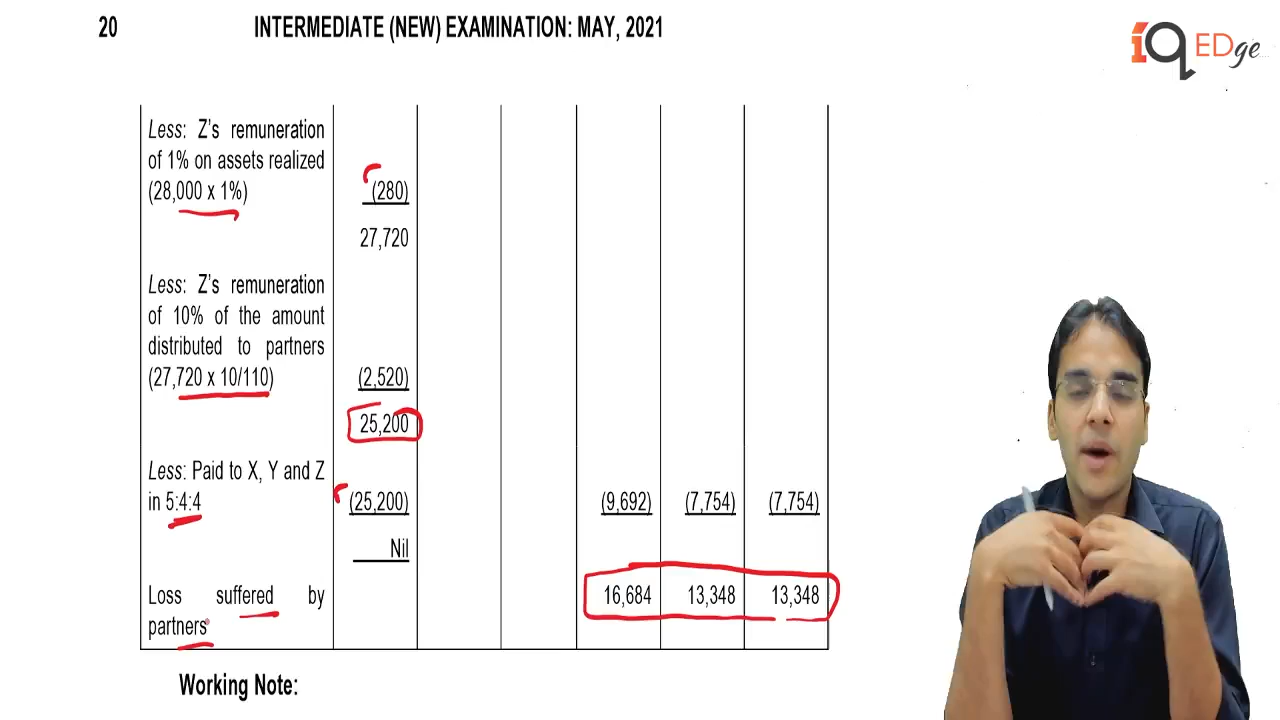 20 INTERMEDIATE (NEW) EXAMINATION: MAY, 2021
iQ EDge
Less: Z's remuneration
of 1% on assets realized
(28,000 x 1%) (280)
27,720
Less: Z's remuneration
of 10% of the amount
distributed to partners
(27,720 x 10/110) (2,520)
25,200
Less: Paid to X, Y and Z
in 5:4:4 (25,200) (9,692) (7,754) (7,754)
Nil
Loss suffered by 16,684 13,348 13,348
partners
Working Note: